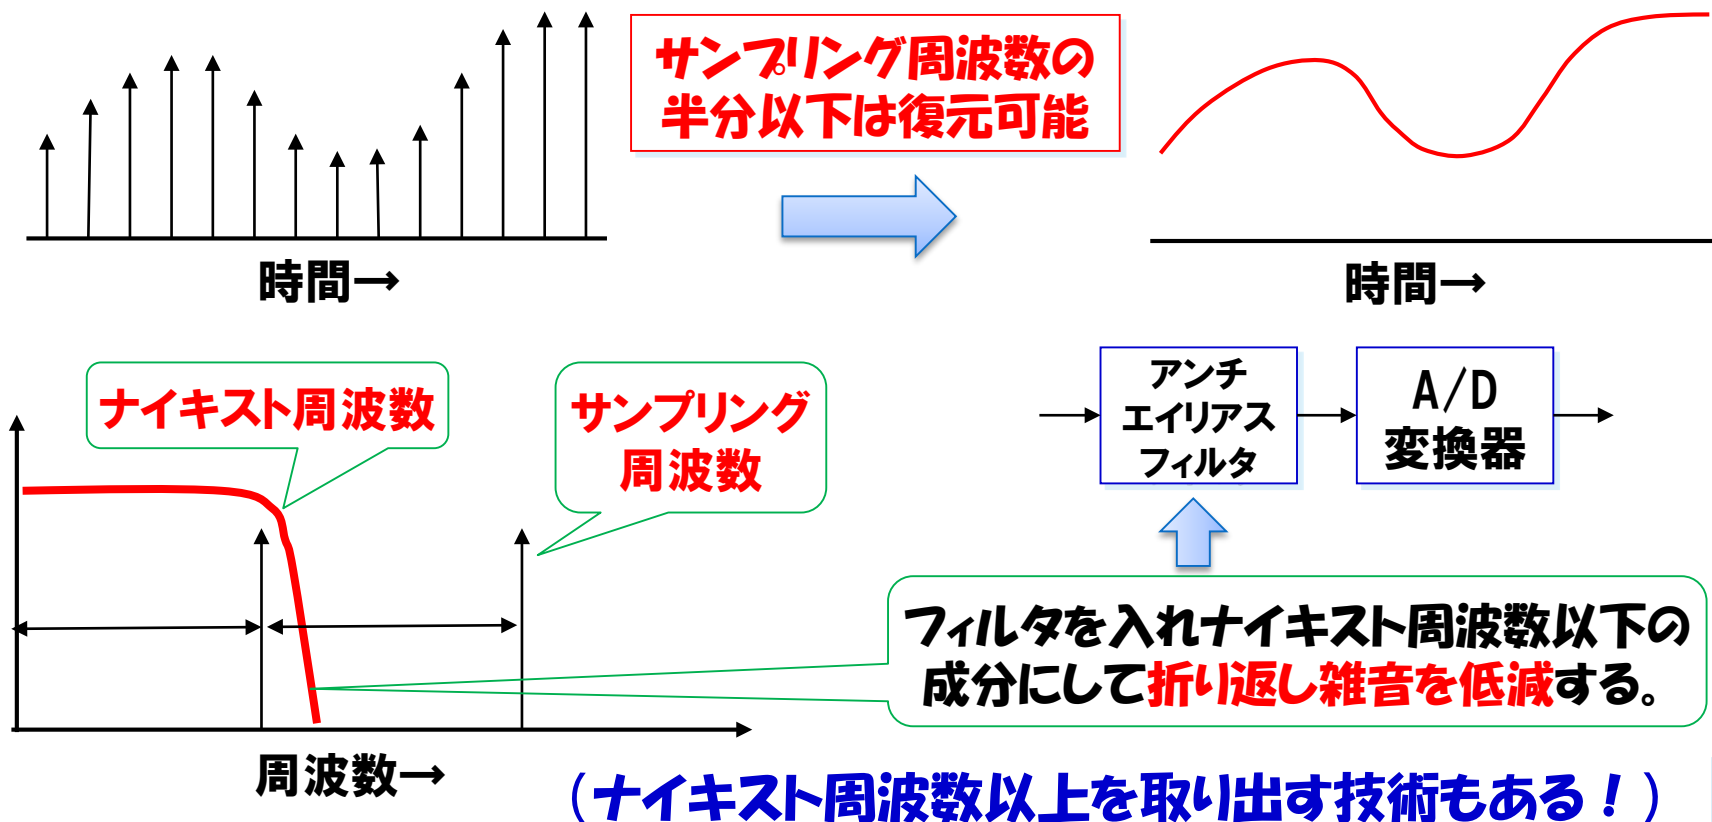 サンプリング周波数の
半分以下は復元可能
時間→
時間→
ナイキスト周波数
サンプリング
周波数
アンチ
エイリアス
フィルタ
A/D
変換器
フィルタを入れナイキスト周波数以下の
成分にして折り返し雑音を低減する。
周波数→
（ナイキスト周波数以上を取り出す技術もある！）